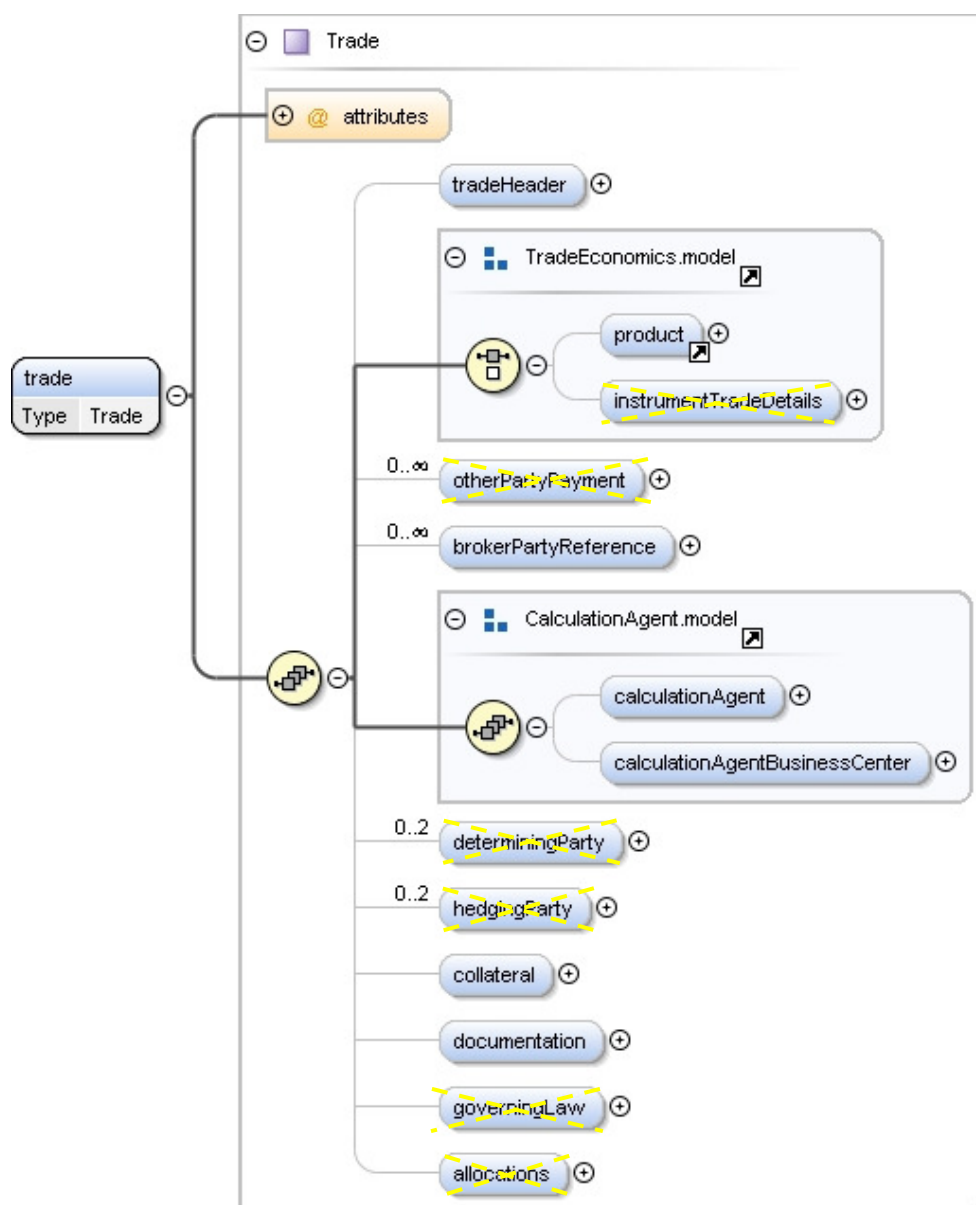 Trade
@ attributes
tradeHeader
TradeEconomics.model
product
instrumentTradeDetails
0..∞
otherPartyPayment
0..∞
brokerPartyReference
trade
Type Trade
CalculationAgent.model
calculationAgent
calculationAgentBusinessCenter
0..2
determiningParty
0..2
hedgingParty
collateral
documentation
governingLaw
allocations